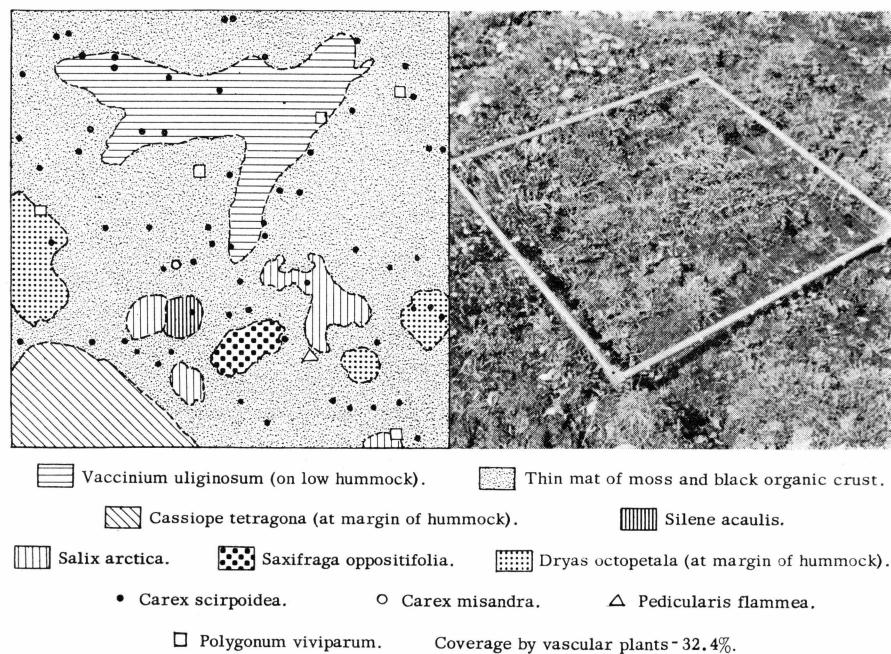 Vaccinium uliginosum (on low hummock). Thin mat of moss and black organic crust.
Cassiope tetragona (at margin of hummock). Silene acaulis.
Salix arctica. Saxifraga oppositifolia. Dryas octopetala (at margin of hummock).
Carex scirpoidea. Carex misandra. Pedicularis flammea.
Polygonum viviparum. Coverage by vascular plants - 32.4%.